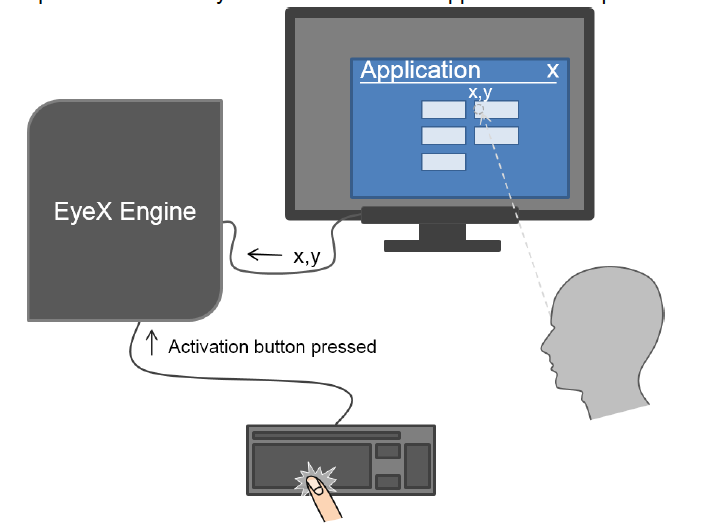 Application x
x,y
EyeX Engine
x,y
Activation button pressed